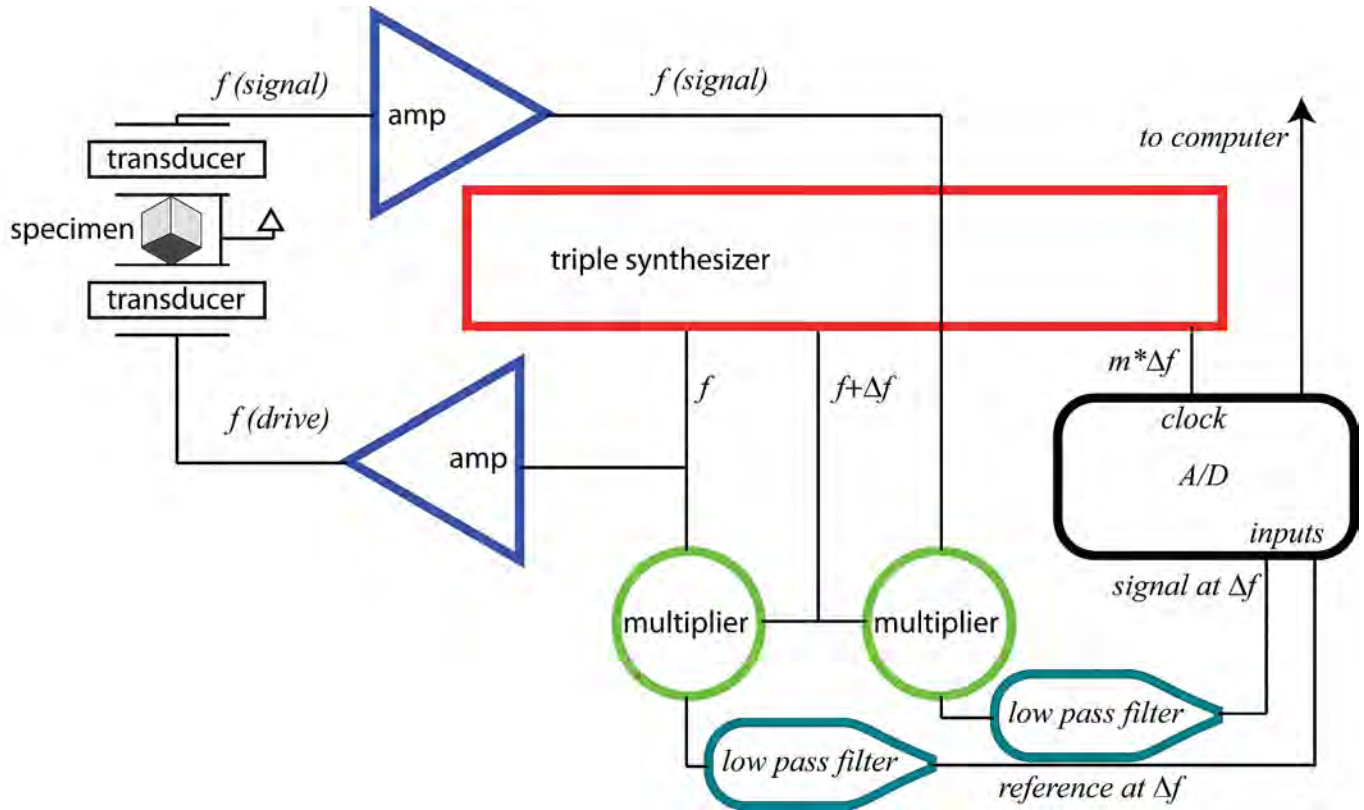 f (signal)
f (signal)
amp
to computer
transducer
specimen
triple synthesizer
transducer
m*Δf
f
f+Δf
clock
f (drive)
amp
A/D
inputs
signal at Δf
multiplier
multiplier
low pass filter
low pass filter
reference at Δf